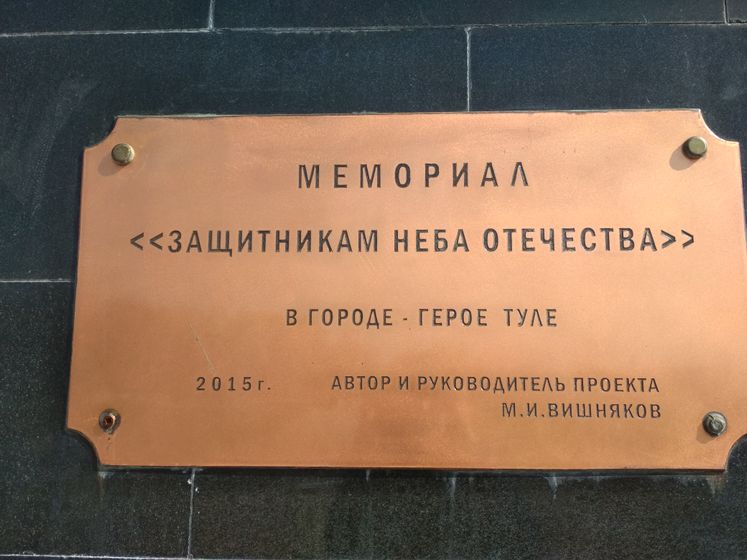 МЕМОРИАЛ
<<ЗАЩИТНИКАМ НЕБА ОТЕЧЕСТВА>>
В ГОРОДЕ - ГЕРОЕ ТУЛЕ
2015г. АВТОР И РУКОВОДИТЕЛЬ ПРОЕКТА
М.И.ВИШНЯКОВ